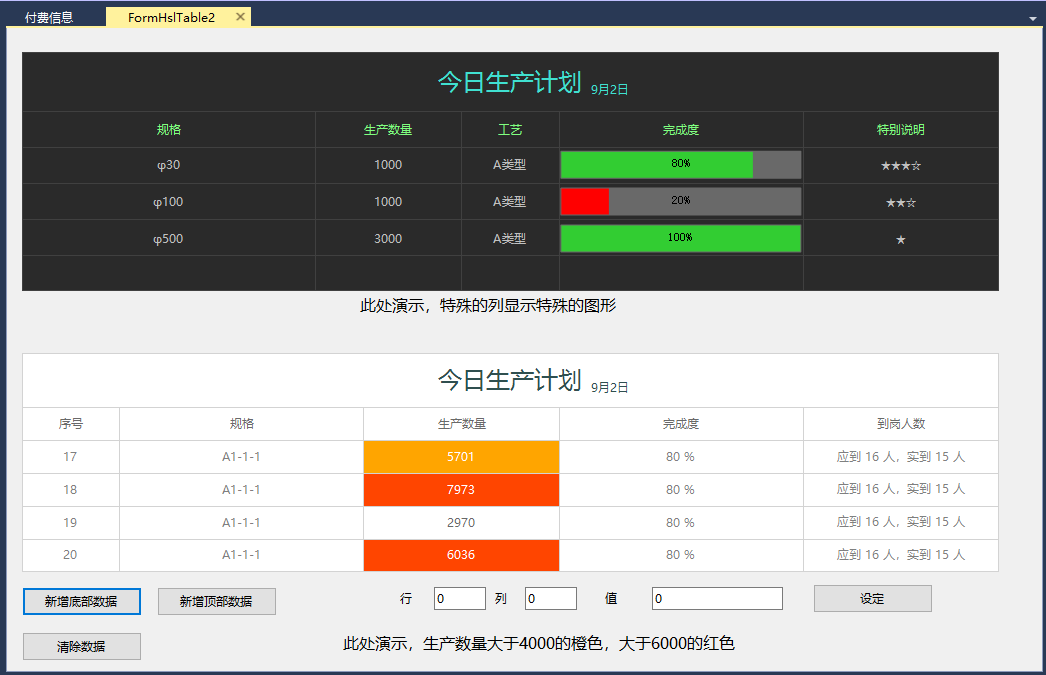 付费信息 FormHslTable2
今日生产计划 9月2日
规格 生产数量 工艺 完成度 特别说明
φ30 1000 A类型 80% ★★★☆
φ100 1000 A类型 20% ★★☆
φ500 3000 A类型 100% ★
此处演示，特殊的列显示特殊的图形
今日生产计划 9月2日
序号 规格 生产数量 完成度 到岗人数
17 A1-1-1 5701 80 % 应到 16 人，实到 15 人
18 A1-1-1 7973 80 % 应到 16 人，实到 15 人
19 A1-1-1 2970 80 % 应到 16 人，实到 15 人
20 A1-1-1 6036 80 % 应到 16 人，实到 15 人
新增底部数据 新增顶部数据 行 0 列 0 值 0 设定
清除数据 此处演示，生产数量大于4000的橙色，大于6000的红色